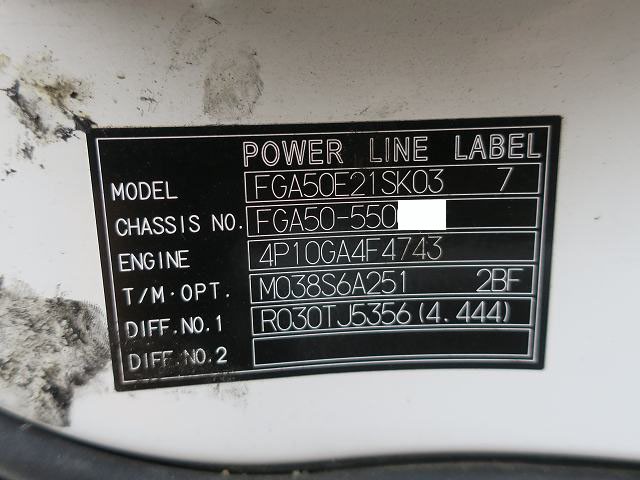 POWER LINE LABEL
MODEL FGA50E21SK03 7
CHASSIS NO. FGA50-550
ENGINE 4P10GA4F4743
T/M·OPT. M038S6A251 2BF
DIFF.NO.1 R030TJ5356(4.444)
DIFF.NO.2